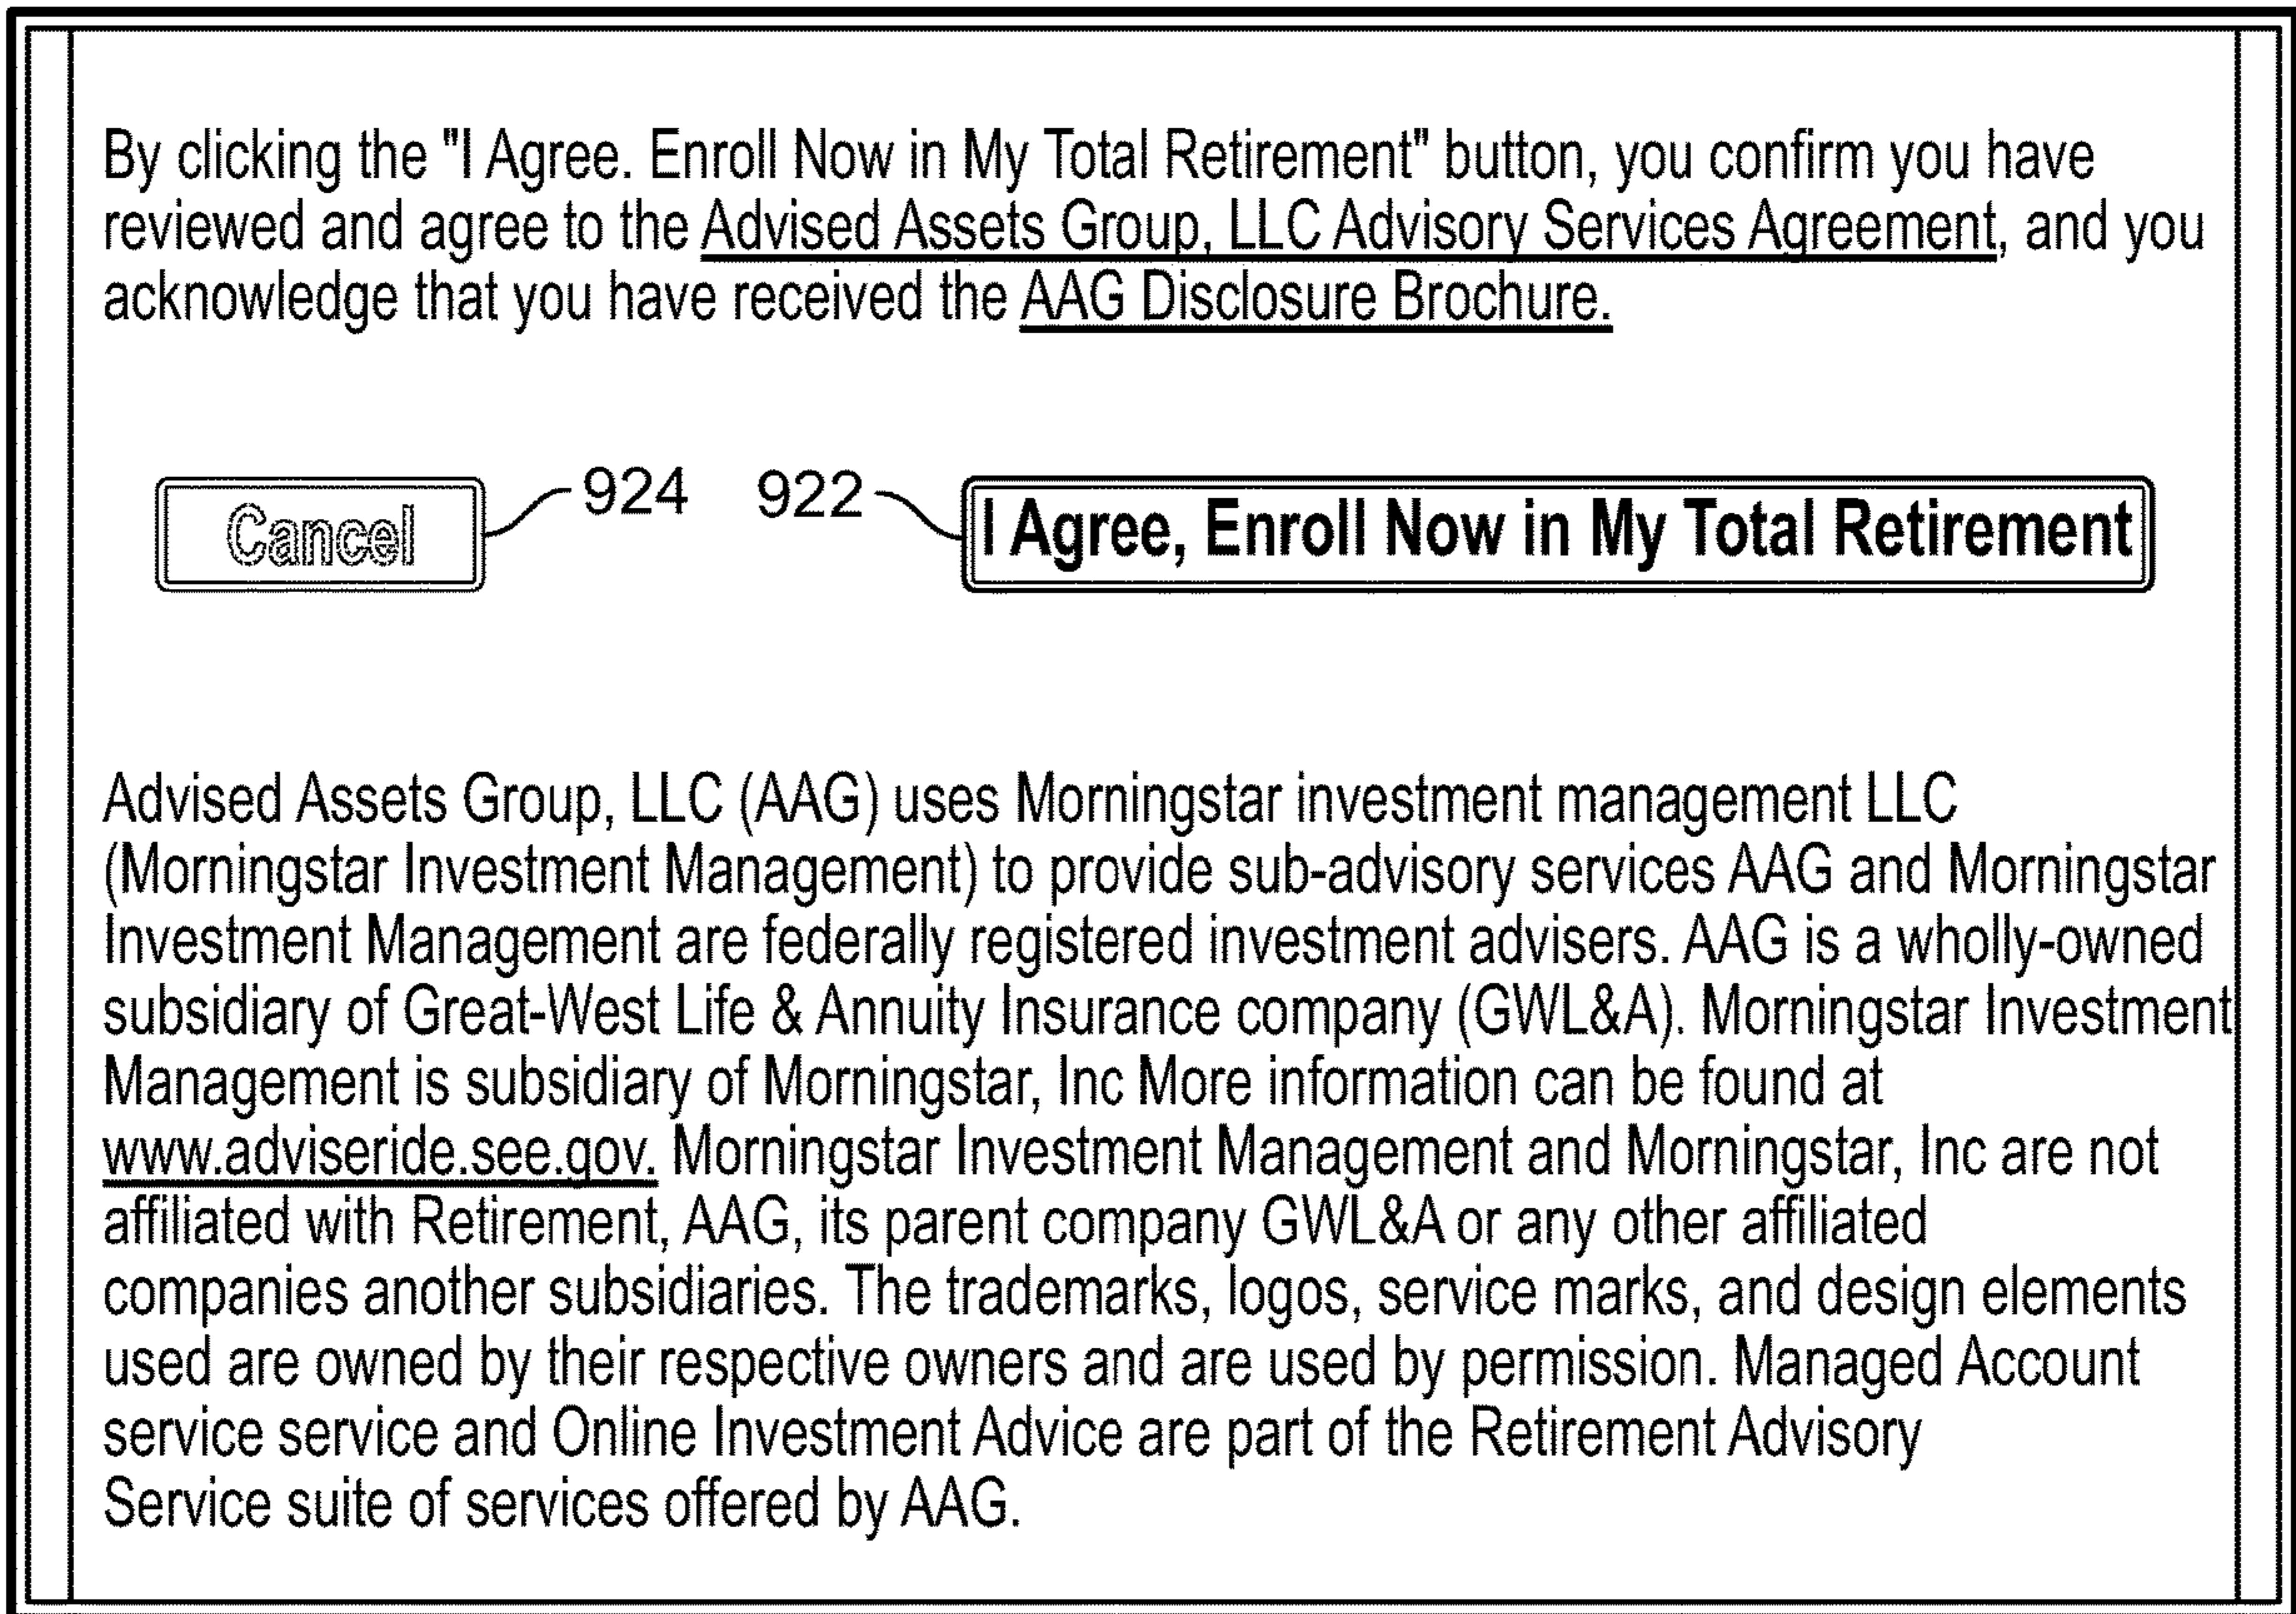 By clicking the "I Agree. Enroll Now in My Total Retirement" button, you confirm you have
reviewed and agree to the Advised Assets Group, LLC Advisory Services Agreement, and you
acknowledge that you have received the AAG Disclosure Brochure.
Cancel 924 922 I Agree, Enroll Now in My Total Retirement
Advised Assets Group, LLC (AAG) uses Morningstar investment management LLC
(Morningstar Investment Management) to provide sub-advisory services AAG and Morningstar
Investment Management are federally registered investment advisers. AAG is a wholly-owned
subsidiary of Great-West Life & Annuity Insurance company (GWL&A). Morningstar Investment
Management is subsidiary of Morningstar, Inc More information can be found at
www.adviseride.see.gov. Morningstar Investment Management and Morningstar, Inc are not
affiliated with Retirement, AAG, its parent company GWL&A or any other affiliated
companies another subsidiaries. The trademarks, logos, service marks, and design elements
used are owned by their respective owners and are used by permission. Managed Account
service service and Online Investment Advice are part of the Retirement Advisory
Service suite of services offered by AAG.